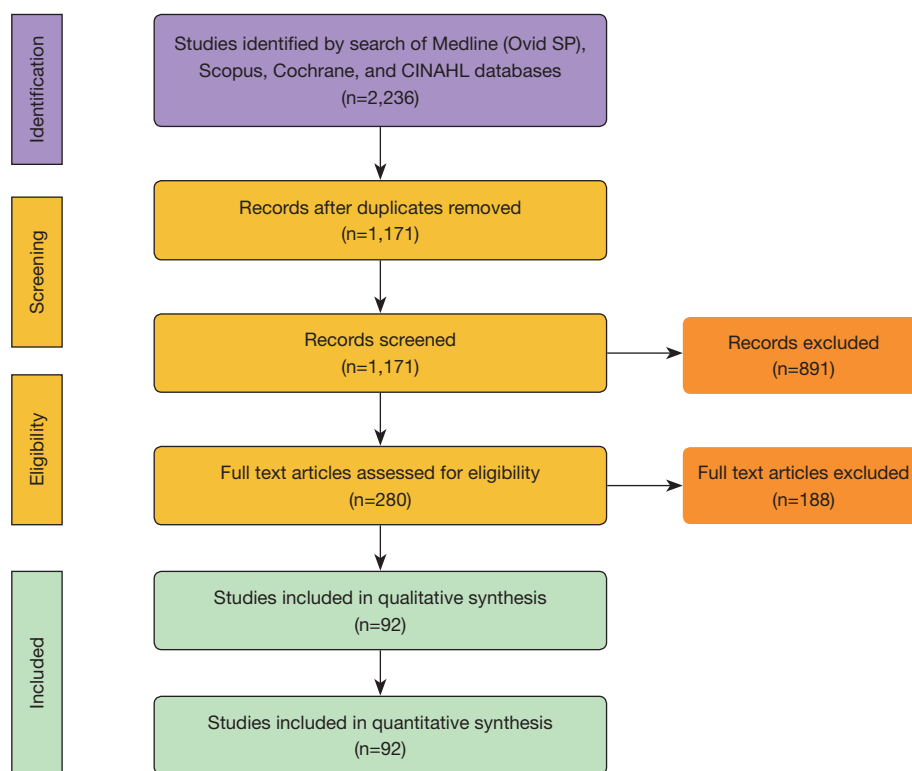 Identification
Studies identified by search of Medline (Ovid SP),
Scopus, Cochrane, and CINAHL databases
(n=2,236)
Screening
Records after duplicates removed
(n=1,171)
Records screened
(n=1,171)
Records excluded
(n=891)
Eligibility
Full text articles assessed for eligibility
(n=280)
Full text articles excluded
(n=188)
Included
Studies included in qualitative synthesis
(n=92)
Studies included in quantitative synthesis
(n=92)